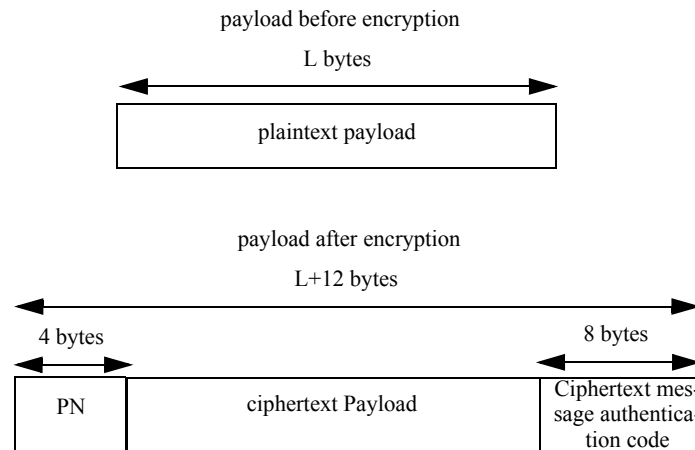 payload before encryption
L bytes
plaintext payload
payload after encryption
L+12 bytes
4 bytes
8 bytes
PN
ciphertext Payload
Ciphertext mes-
sage authentica-
tion code